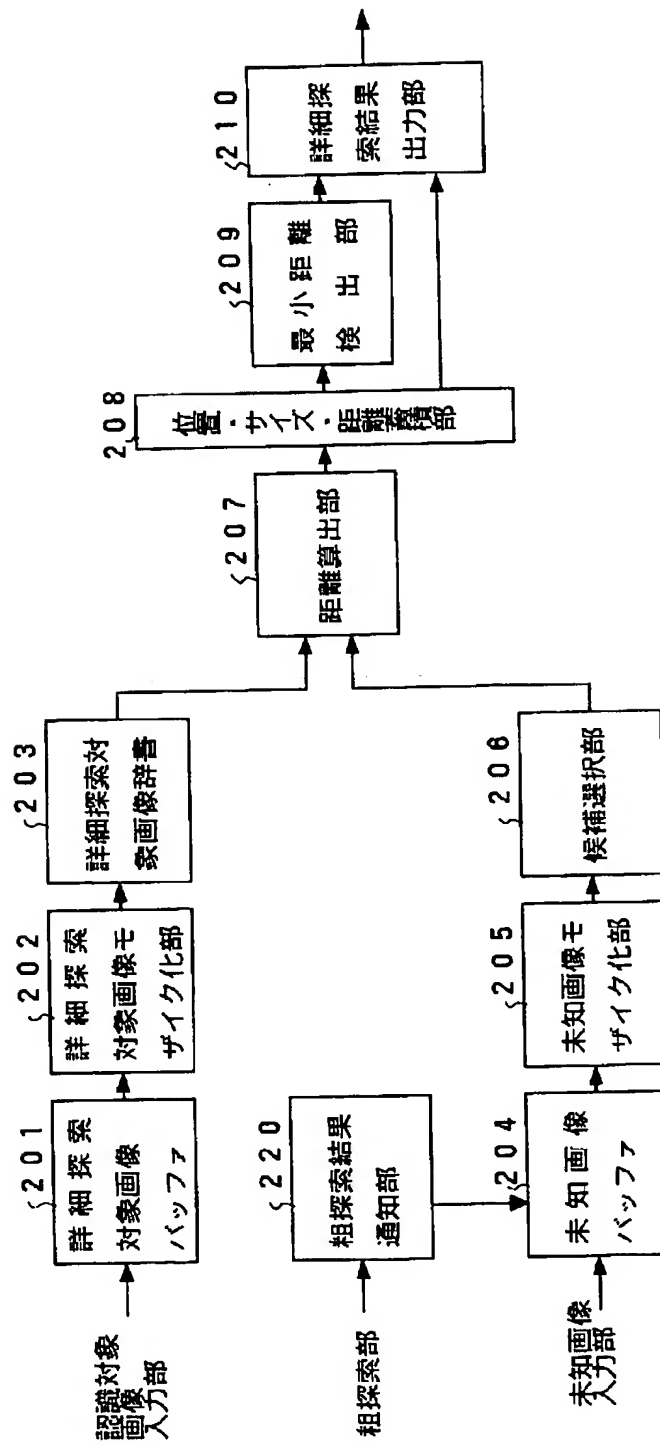 認識対象
画像
入力部
201
詳細探索
対象画像
バッファ
202
詳細探索
対象画像モ
ザイク化部
203
詳細探索対
象画像辞書
粗探索部
220
粗探索結果
通知部
未知画像
入力部
204
未知画像
バッファ
205
未知画像モ
ザイク化部
206
候補選択部
207
距離算出部
208
位置・サイズ・距離蓄積部
209
最小距離
検出部
210
詳細探
索結果
出力部